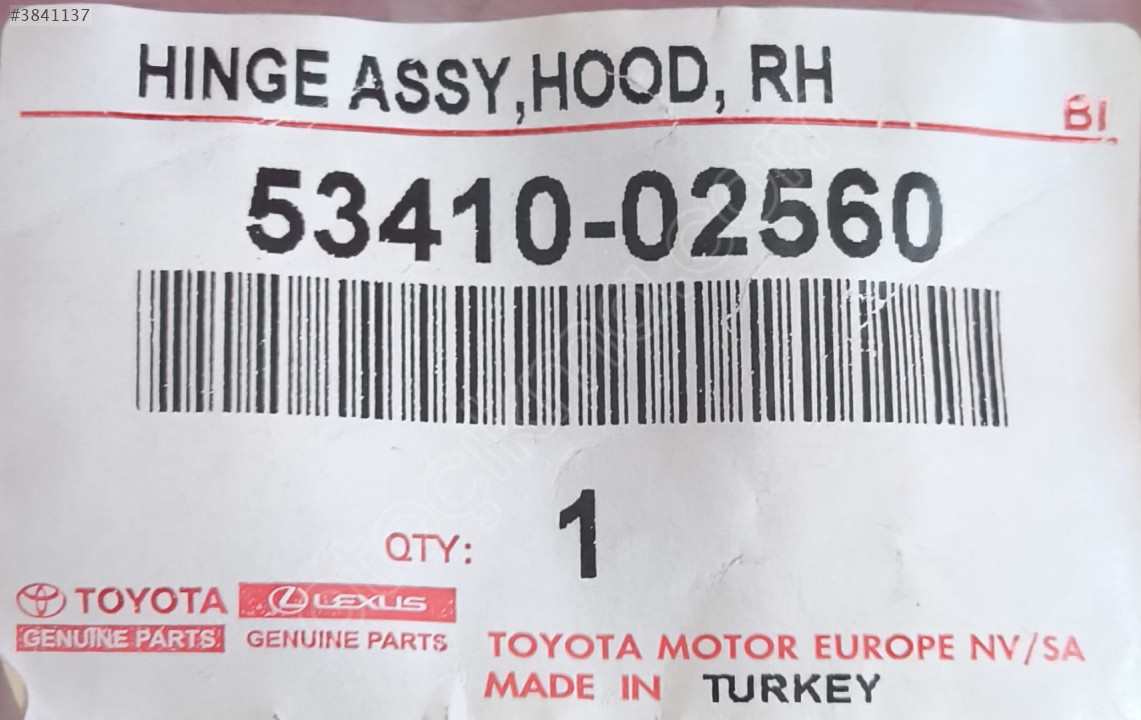 #3841137
HINGE ASSY,HOOD, RH
B1
53410-02560
QTY: 1
TOYOTA LEXUS
GENUINE PARTS GENUINE PARTS
TOYOTA MOTOR EUROPE NV/SA
MADE IN TURKEY